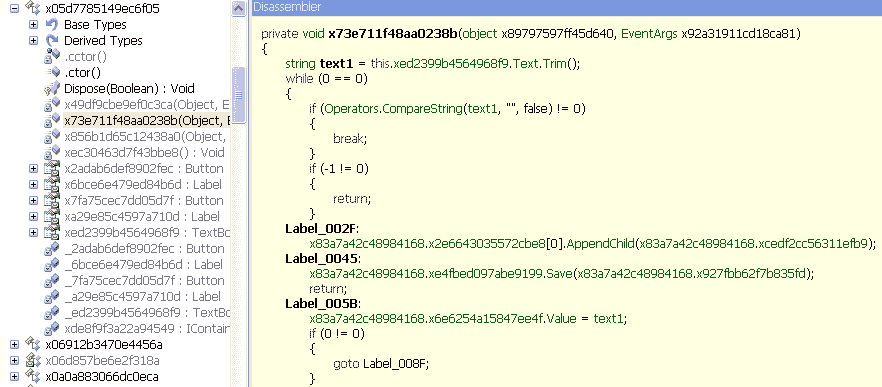 x05d7785149ec6f05
Base Types
Derived Types
.cctor()
.ctor()
Dispose(Boolean) : Void
x49df9cbe9ef0c3ca(Object, E
x73e711f48aa0238b(Object, E
x856b1d65c12438a0(Object, E
xec30463d7f43bbe8() : Void
x2adab6def8902fec : Button
x6bce6e479ed84b6d : Label
x7fa75cec7dd05d7f : Button
xa29e85c4597a710d : Label
xed2399b4564968f9 : TextBo
_2adab6def8902fec : Button
_6bce6e479ed84b6d : Label
_7fa75cec7dd05d7f : Button
_a29e85c4597a710d : Label
_ed2399b4564968f9 : TextBo
xde8f9f3a22a94549 : IContain
x06912b3470e4456a
x06d857be6e2f318a
x0a0a883066dc0eca
Disassembler
private void x73e711f48aa0238b(object x89797597ff45d640, EventArgs x92a31911cd18ca81)
{
string text1 = this.xed2399b4564968f9.Text.Trim();
while (0 == 0)
{
if (Operators.CompareString(text1, "", false) != 0)
{
break;
}
if (-1 != 0)
{
return;
}
Label_002F:
x83a7a42c48984168.x2e6643035572cbe8[0].AppendChild(x83a7a42c48984168.xcedf2cc56311efb9);
Label_0045:
x83a7a42c48984168.xe4fbed097abe9199.Save(x83a7a42c48984168.x927fbb62f7b835fd);
return;
Label_005B:
x83a7a42c48984168.x6e6254a15847ee4f.Value = text1;
if (0 != 0)
{
goto Label_008F;
}